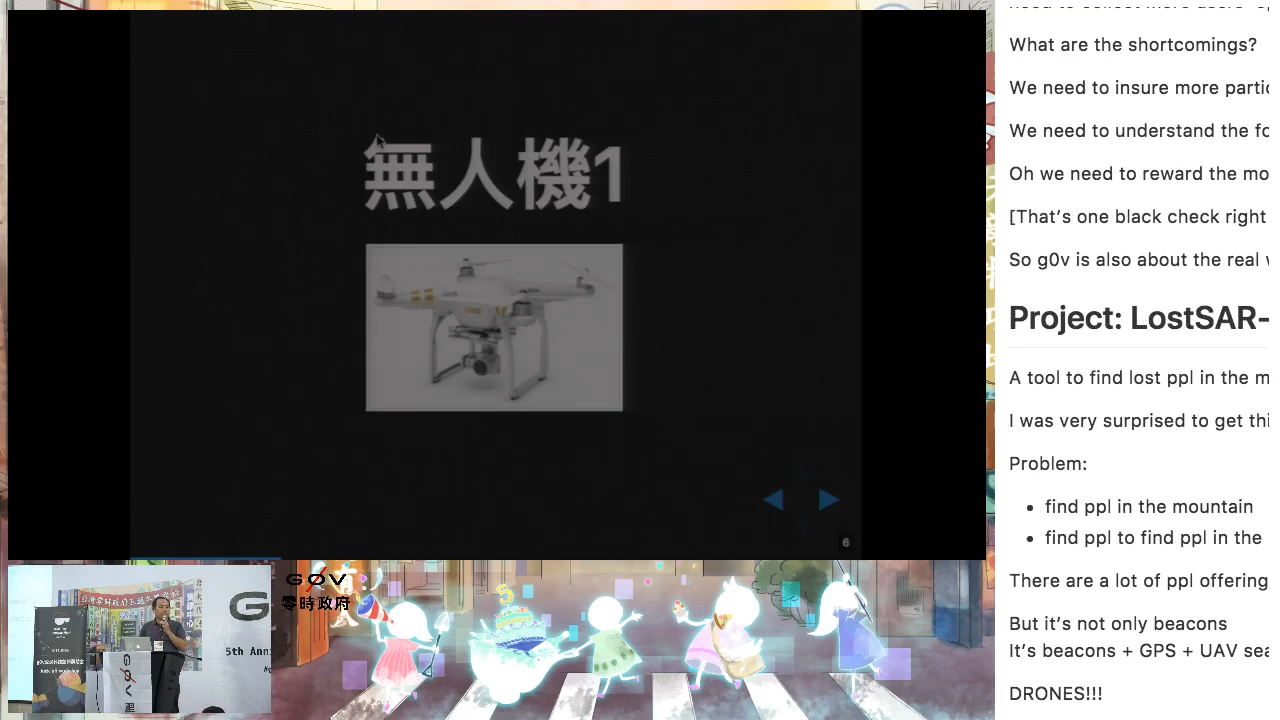 無人機1
6
What are the shortcomings?
We need to insure more partic
We need to understand the fo
Oh we need to reward the mo
[That's one black check right
So g0v is also about the real
Project: LostSAR-
A tool to find lost ppl in the m
I was very surprised to get thi
Problem:
• find ppl in the mountain
• find ppl to find ppl in the
There are a lot of ppl offering
But it's not only beacons
It's beacons + GPS + UAV sea
DRONES!!!
GØV
零時政府
5
G
5th Anni